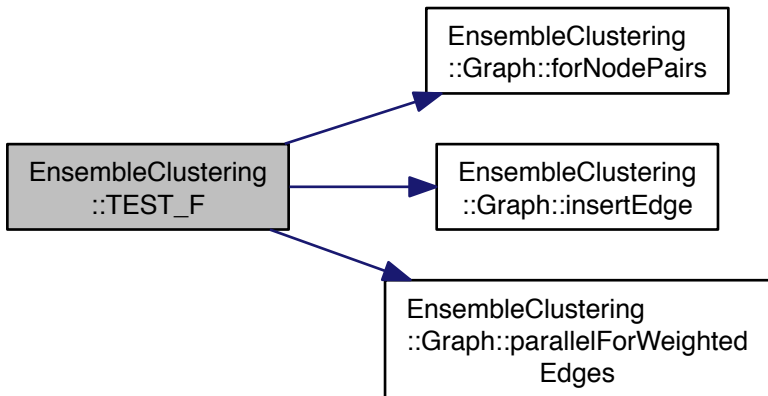 EnsembleClustering
::Graph::forNodePairs
EnsembleClustering
::TEST_F
EnsembleClustering
::Graph::insertEdge
EnsembleClustering
::Graph::parallelForWeighted
Edges